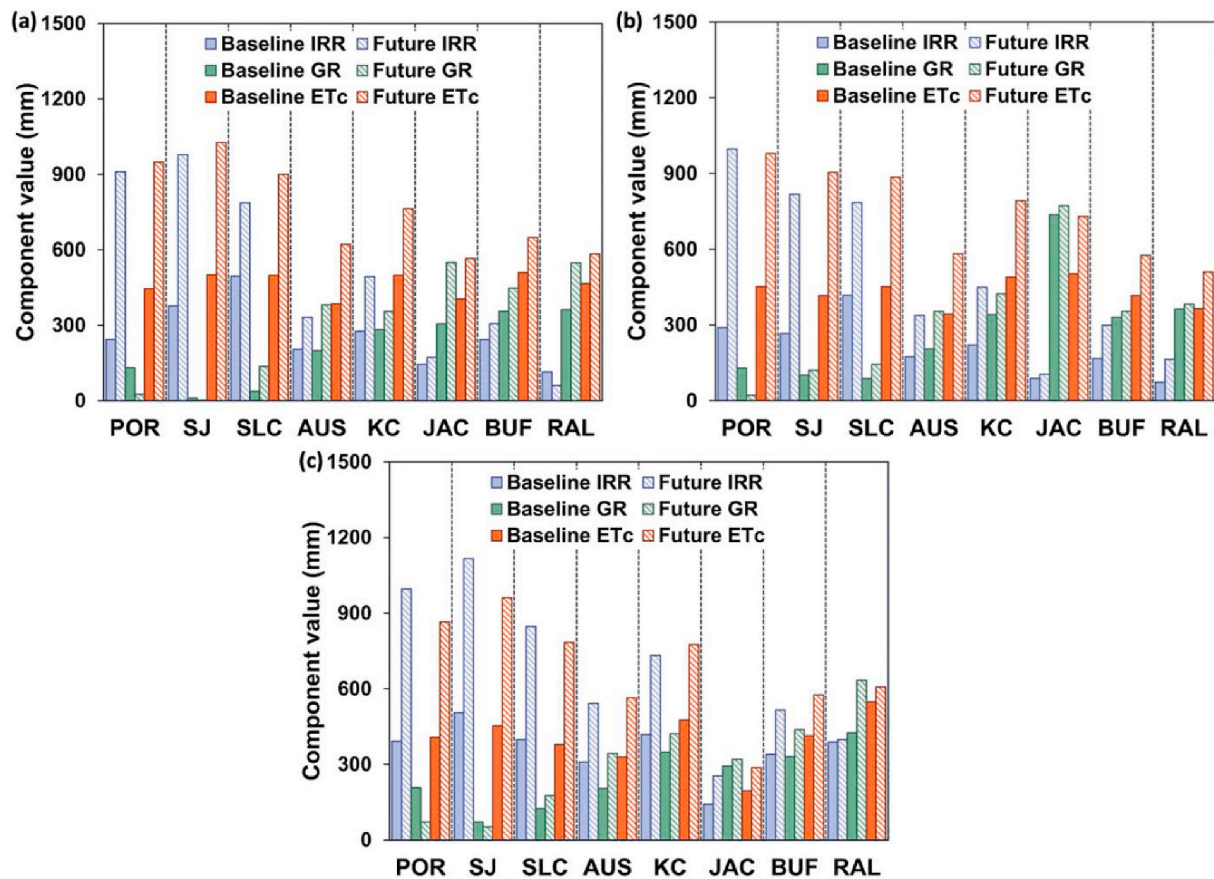 (a)
1500
1200
900
600
300
0
Component value (mm)
Baseline IRR Future IRR
Baseline GR Future GR
Baseline ETc Future ETc
POR SJ SLC AUS KC JAC BUF RAL
(b)
1500
1200
900
600
300
0
Component value (mm)
Baseline IRR Future IRR
Baseline GR Future GR
Baseline ETc Future ETc
POR SJ SLC AUS KC JAC BUF RAL
(c)
1500
1200
900
600
300
0
Component value (mm)
Baseline IRR Future IRR
Baseline GR Future GR
Baseline ETc Future ETc
POR SJ SLC AUS KC JAC BUF RAL